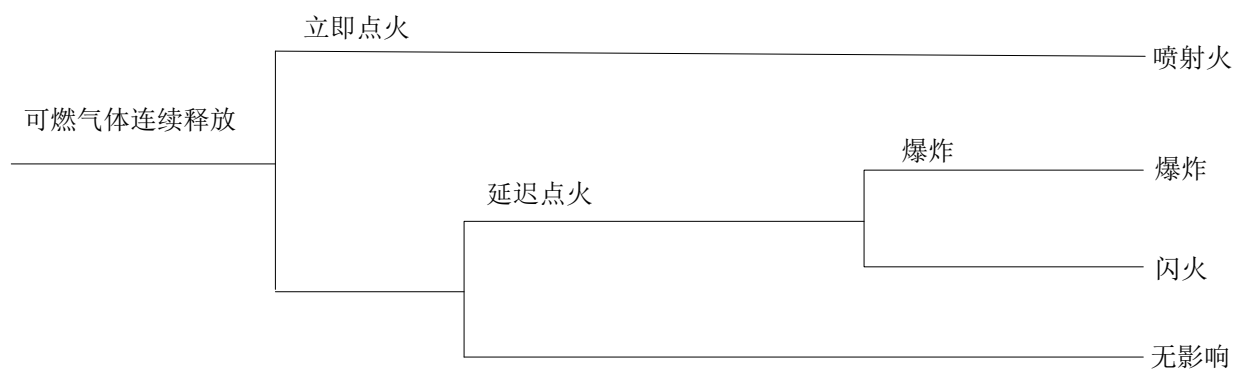 立即点火
喷射火
可燃气体连续释放
爆炸
爆炸
延迟点火
闪火
无影响